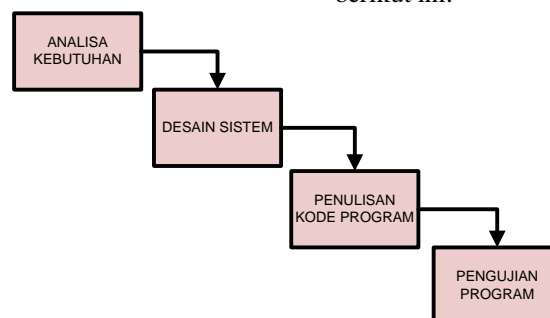 ANALISA
KEBUTUHAN
DESAIN SISTEM
PENULISAN
KODE PROGRAM
PENGUJIAN
PROGRAM